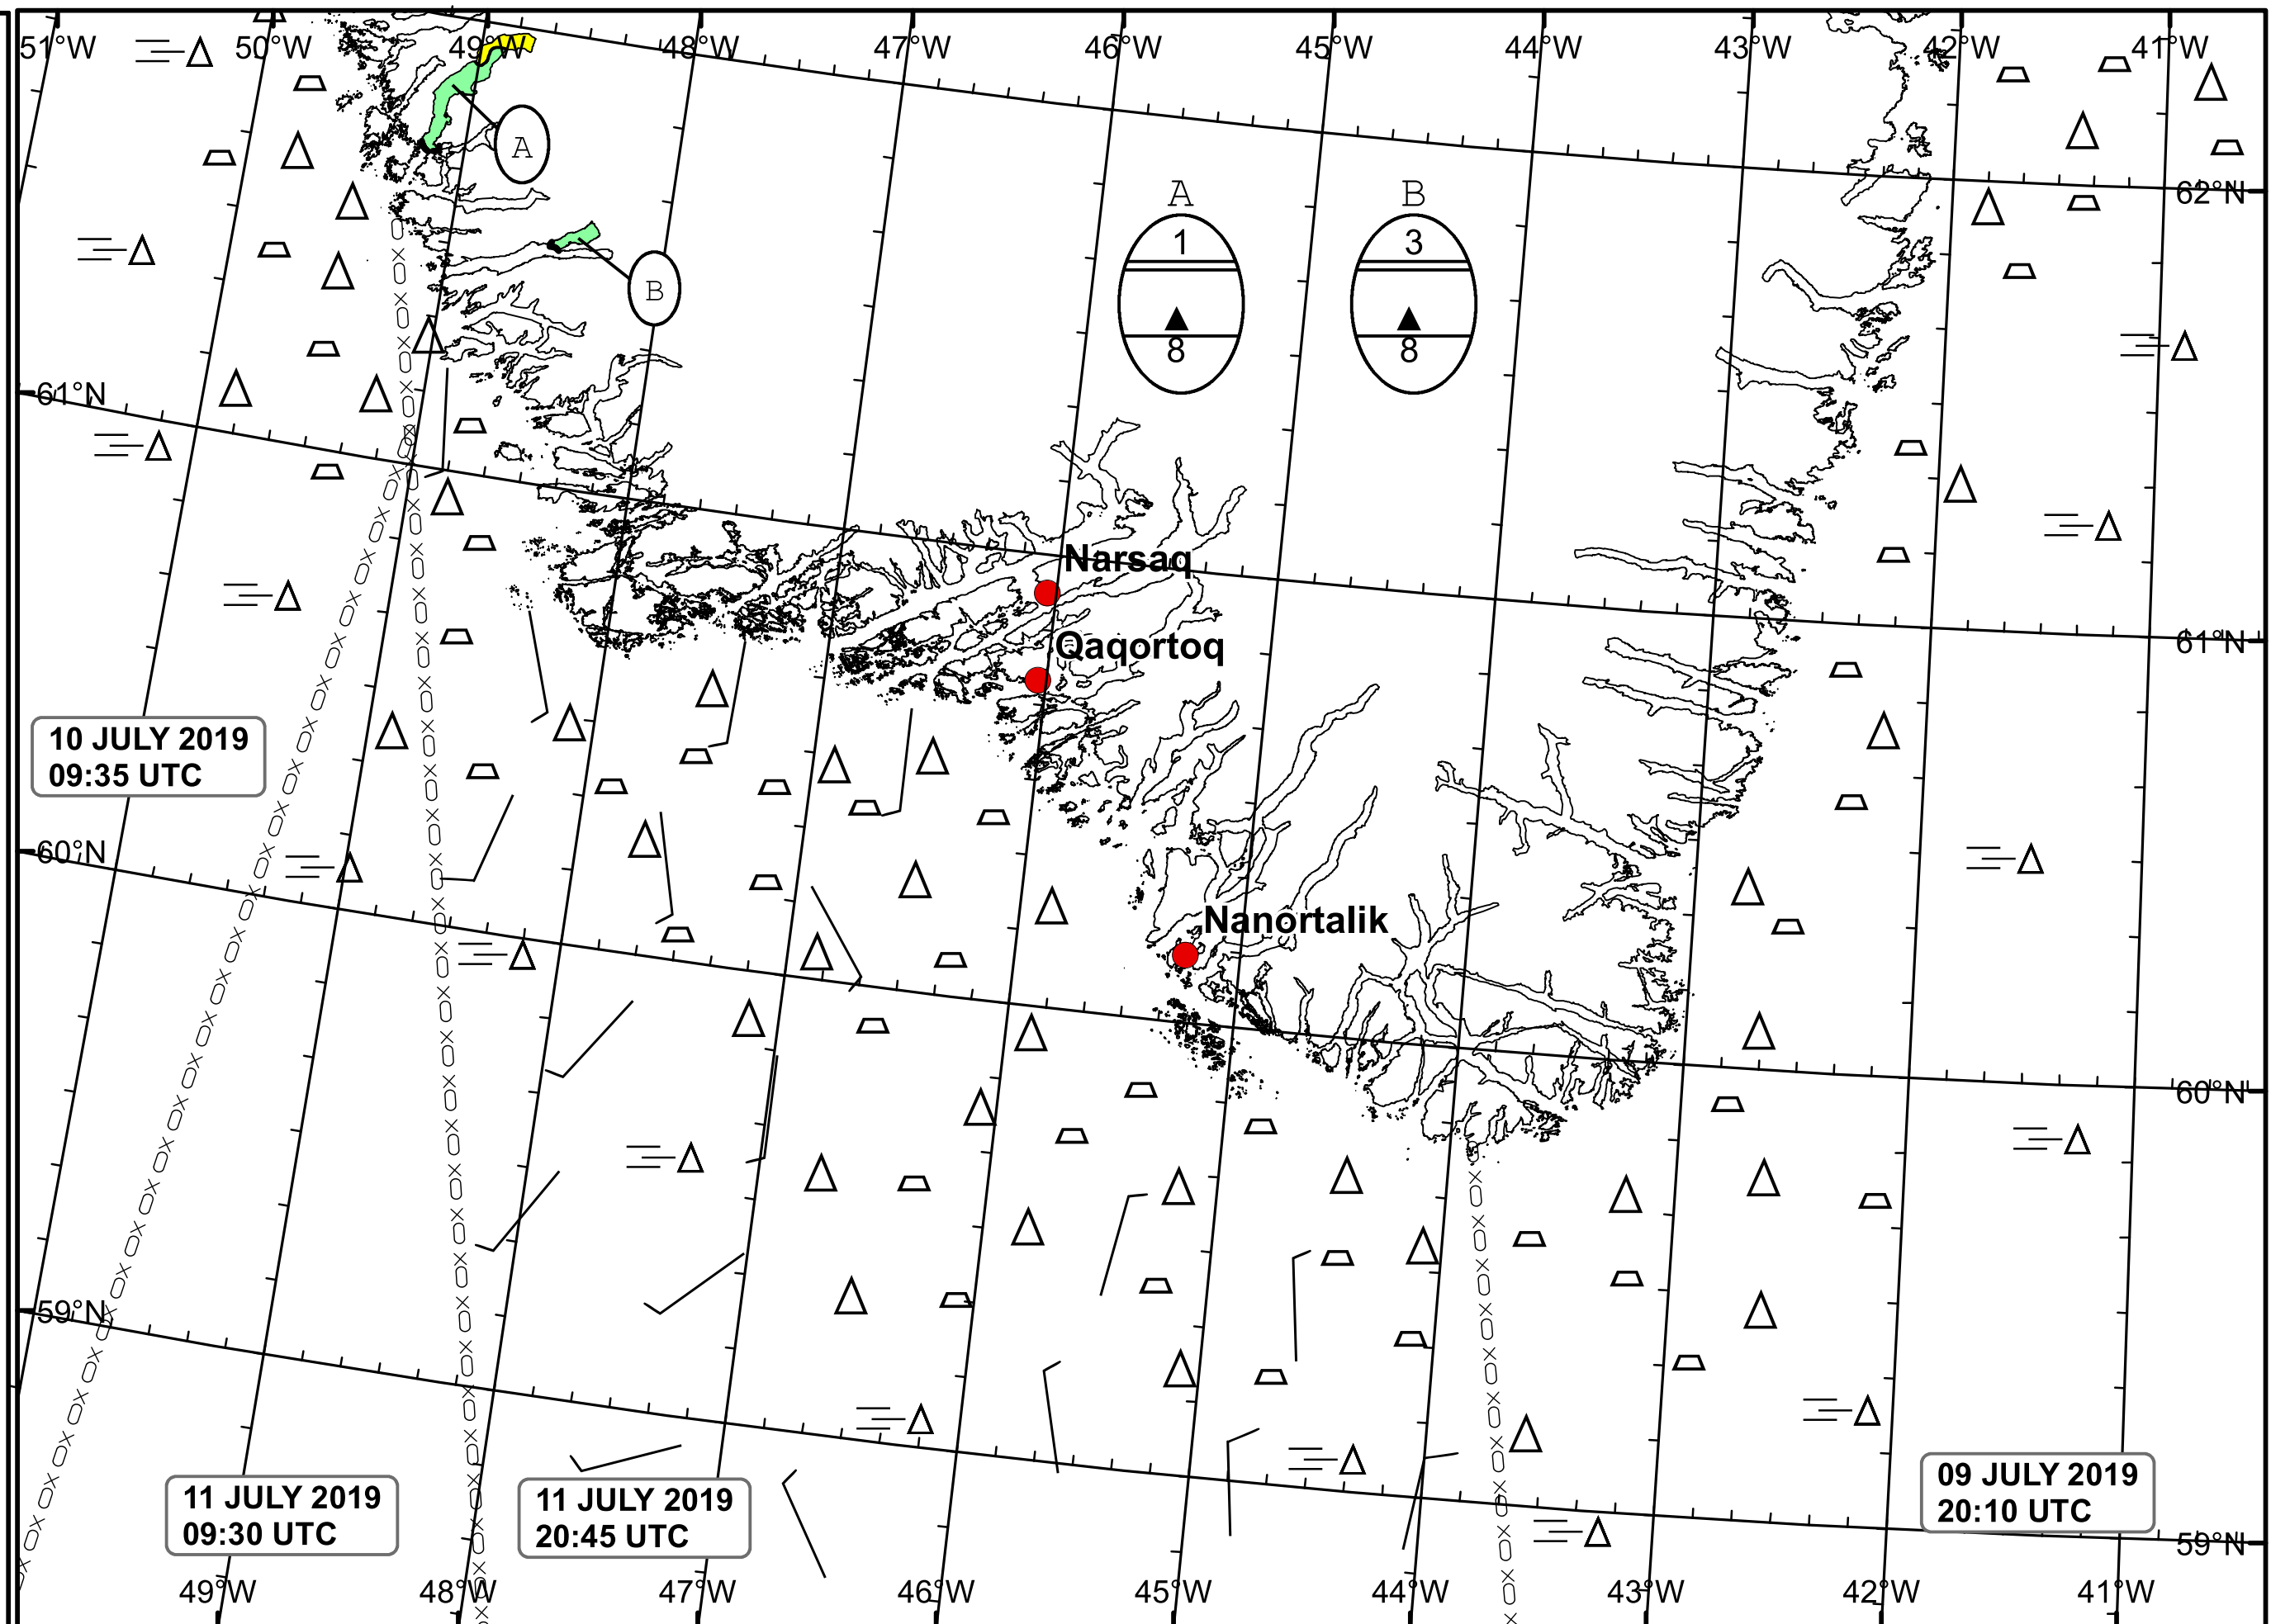 51°W 50°W 49°W 48°W 47°W 46°W 45°W 44°W 43°W 42°W 41°W
A
A B
62°N
1 3
B
8 8
61°N
Narsaq
Qaqortoq
61°N
10 JULY 2019
09:35 UTC
60°N
Nanortalik
60°N
59°N
09 JULY 2019
20:10 UTC
11 JULY 2019
09:30 UTC
11 JULY 2019
20:45 UTC
59°N
49°W 48°W 47°W 46°W 45°W 44°W 43°W 42°W 41°W